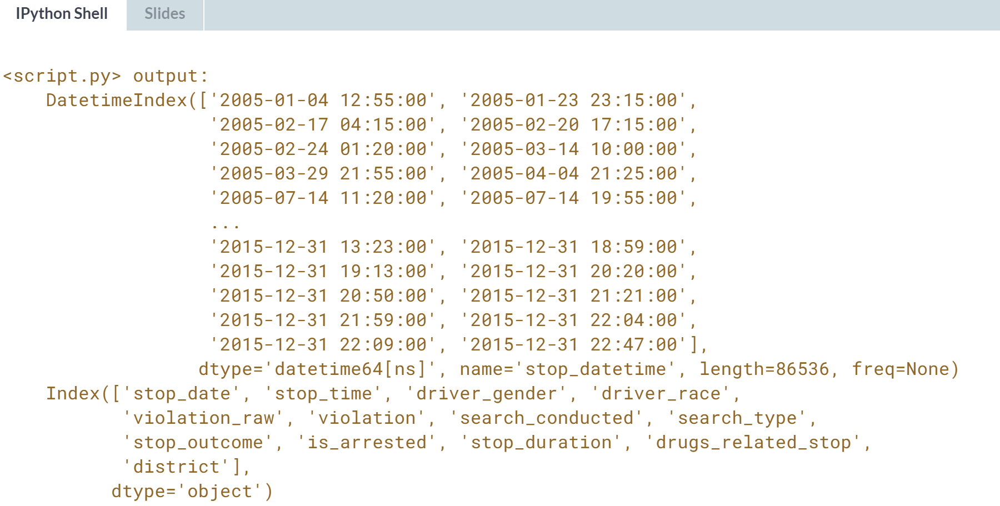 IPython Shell Slides
<script.py> output:
DatetimeIndex(['2005-01-04 12:55:00', '2005-01-23 23:15:00',
'2005-02-17 04:15:00', '2005-02-20 17:15:00',
'2005-02-24 01:20:00', '2005-03-14 10:00:00',
'2005-03-29 21:55:00', '2005-04-04 21:25:00',
'2005-07-14 11:20:00', '2005-07-14 19:55:00',
...
'2015-12-31 13:23:00', '2015-12-31 18:59:00',
'2015-12-31 19:13:00', '2015-12-31 20:20:00',
'2015-12-31 20:50:00', '2015-12-31 21:21:00',
'2015-12-31 21:59:00', '2015-12-31 22:04:00',
'2015-12-31 22:09:00', '2015-12-31 22:47:00'],
dtype='datetime64[ns]', name='stop_datetime', length=86536, freq=None)
Index(['stop_date', 'stop_time', 'driver_gender', 'driver_race',
'violation_raw', 'violation', 'search_conducted', 'search_type',
'stop_outcome', 'is_arrested', 'stop_duration', 'drugs_related_stop',
'district'],
dtype='object')